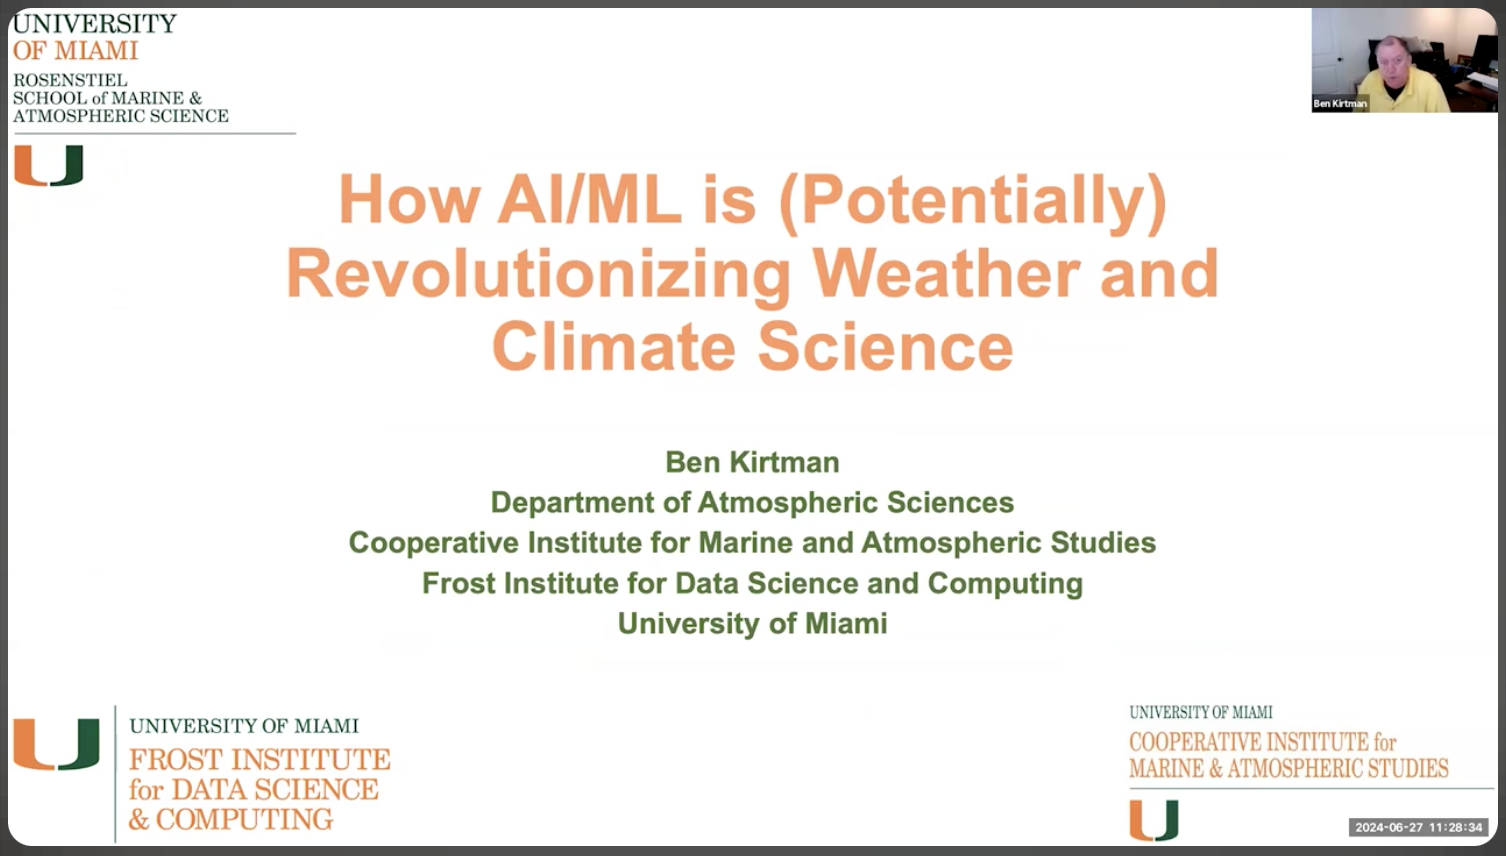 UNIVERSITY
OF MIAMI
ROSENSTIEL
SCHOOL of MARINE &
ATMOSPHERIC SCIENCE
Ben Kirtman
How AI/ML is (Potentially)
Revolutionizing Weather and
Climate Science
Ben Kirtman
Department of Atmospheric Sciences
Cooperative Institute for Marine and Atmospheric Studies
Frost Institute for Data Science and Computing
University of Miami
UNIVERSITY OF MIAMI
FROST INSTITUTE
for DATA SCIENCE
& COMPUTING
UNIVERSITY OF MIAMI
COOPERATIVE INSTITUTE for
MARINE & ATMOSPHERIC STUDIES
2024-06-27 11:28:34